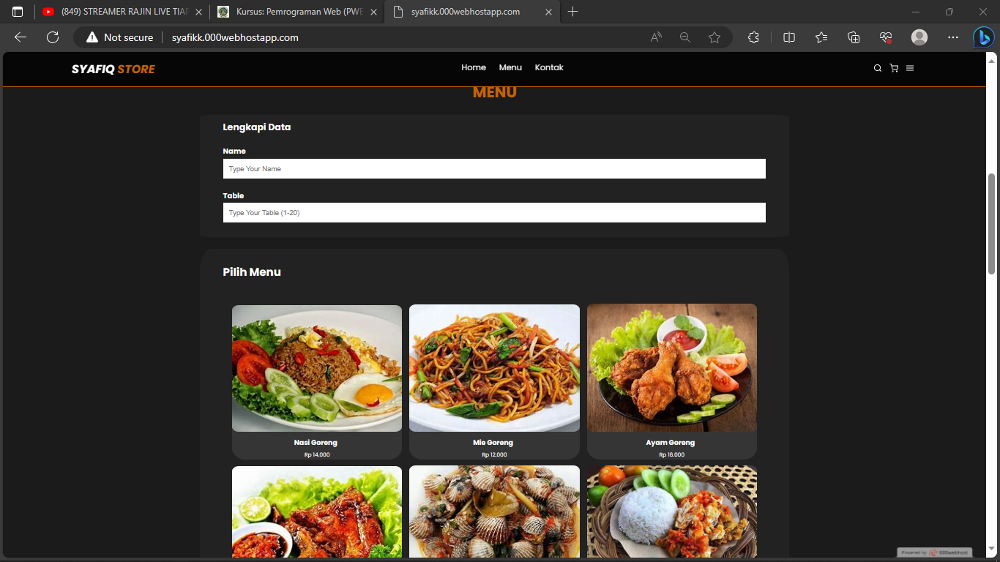 (849) STREAMER RAJIN LIVE TIAP
Kursus: Pemrograman Web (PWE
syafikk.000webhostapp.com
Not secure
syafikk.000webhostapp.com
SYAFIQ STORE
Home
Menu
Kontak
MENU
Lengkapi Data
Name
Type Your Name
Table
Type Your Table (1-20)
Pilih Menu
Nasi Goreng
Mie Goreng
Ayam Goreng
Rp 14.000
Rp 12.000
Rp 16.000
Powered by 000webhost